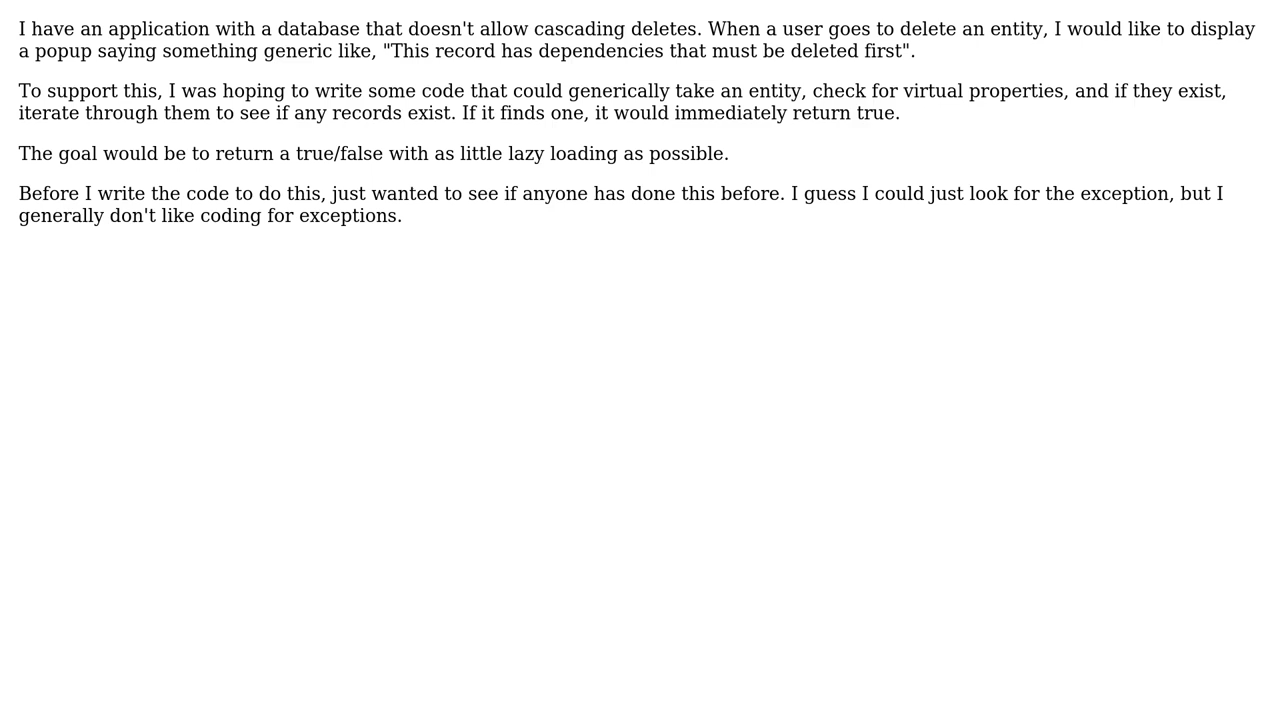 I have an application with a database that doesn't allow cascading deletes. When a user goes to delete an entity, I would like to display
a popup saying something generic like, "This record has dependencies that must be deleted first".
To support this, I was hoping to write some code that could generically take an entity, check for virtual properties, and if they exist,
iterate through them to see if any records exist. If it finds one, it would immediately return true.
The goal would be to return a true/false with as little lazy loading as possible.
Before I write the code to do this, just wanted to see if anyone has done this before. I guess I could just look for the exception, but I
generally don't like coding for exceptions.